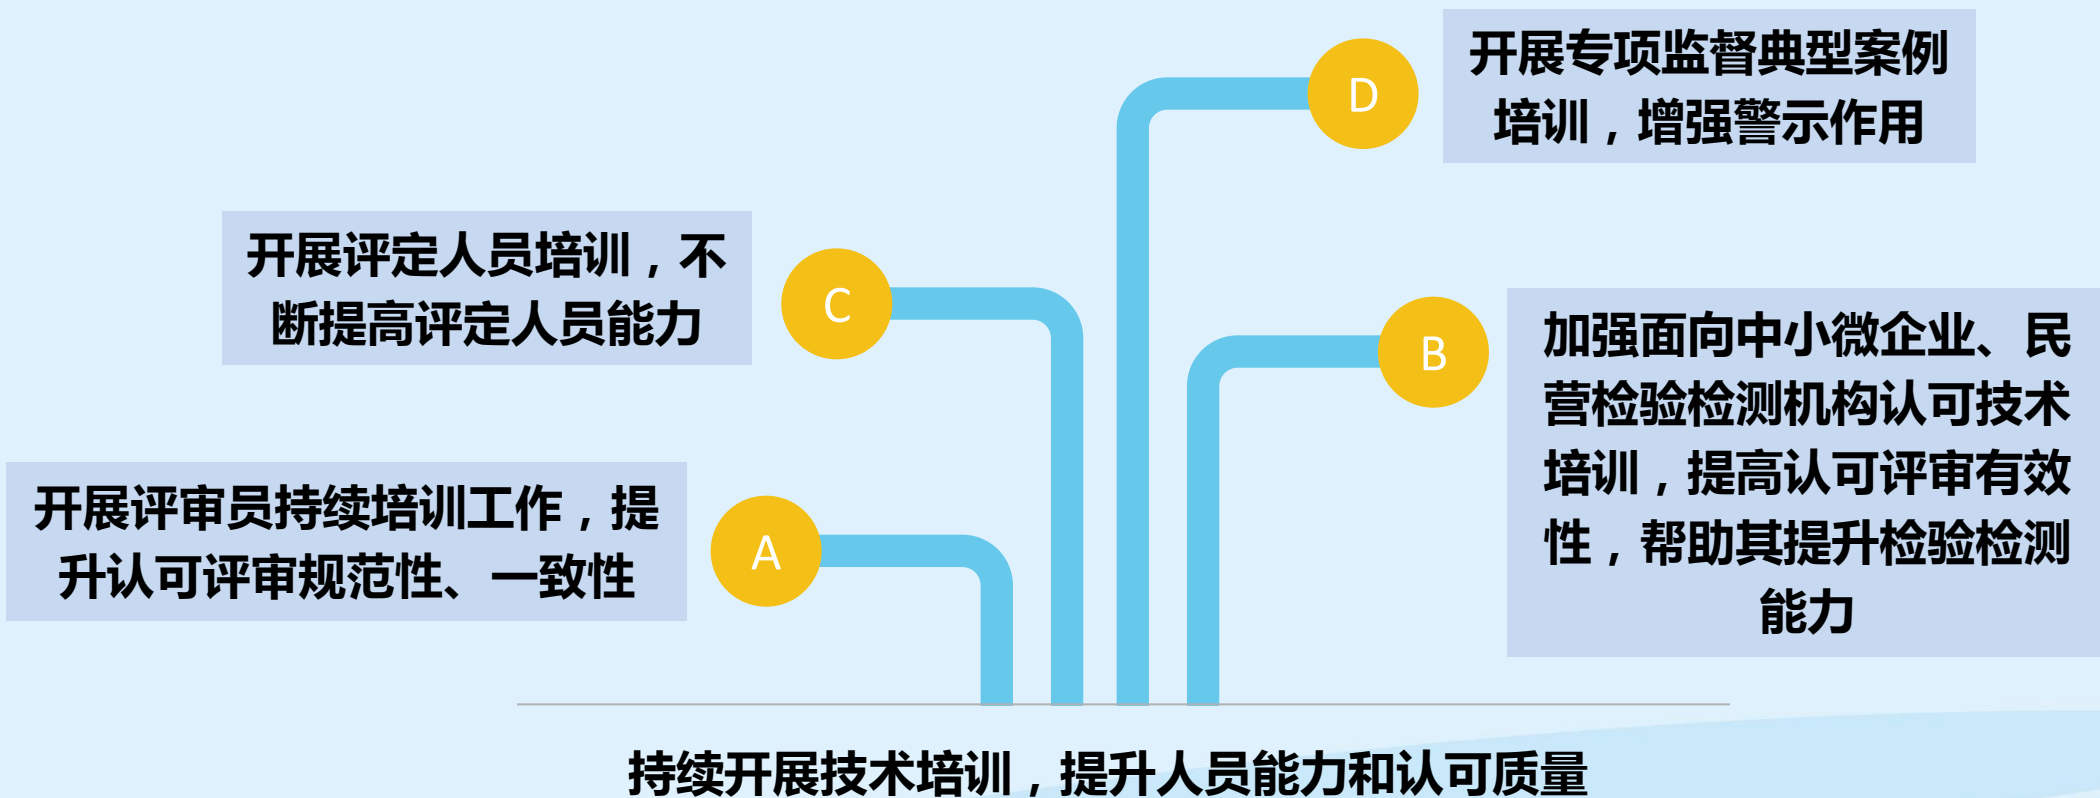 D
开展专项监督典型案例
培训，增强警示作用
开展评定人员培训，不
断提高评定人员能力
C
B
加强面向中小微企业、民
营检验检测机构认可技术
培训，提高认可评审有效
性，帮助其提升检验检测
能力
开展评审员持续培训工作，提
升认可评审规范性、一致性
A
持续开展技术培训，提升人员能力和认可质量